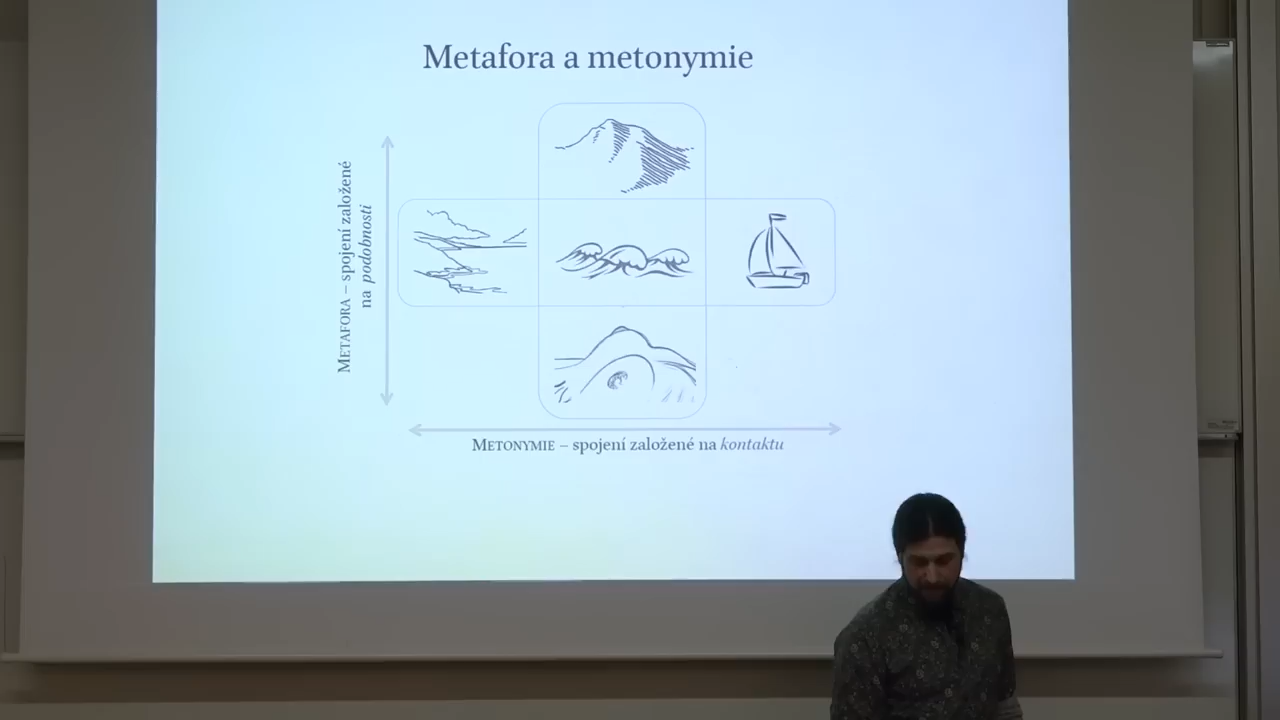 Metafora a metonymie
METAFORA – spojení založené
na podobnosti
METONYMIE – spojení založené na kontaktu